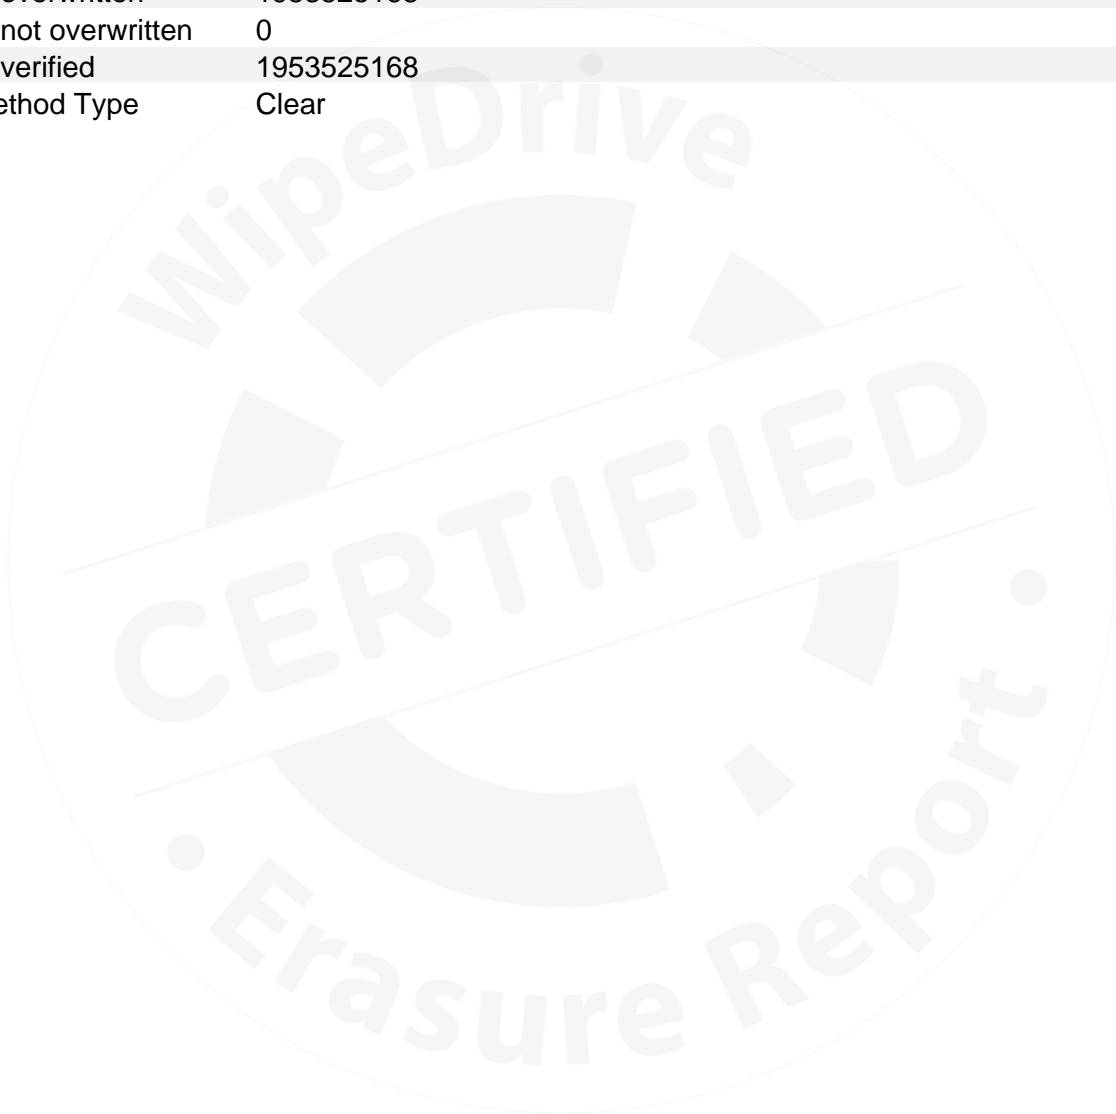 not overwritten 0
verified 1953525168
ethod Type Clear
WipeDrive
CERTIFIED
Erasure Report